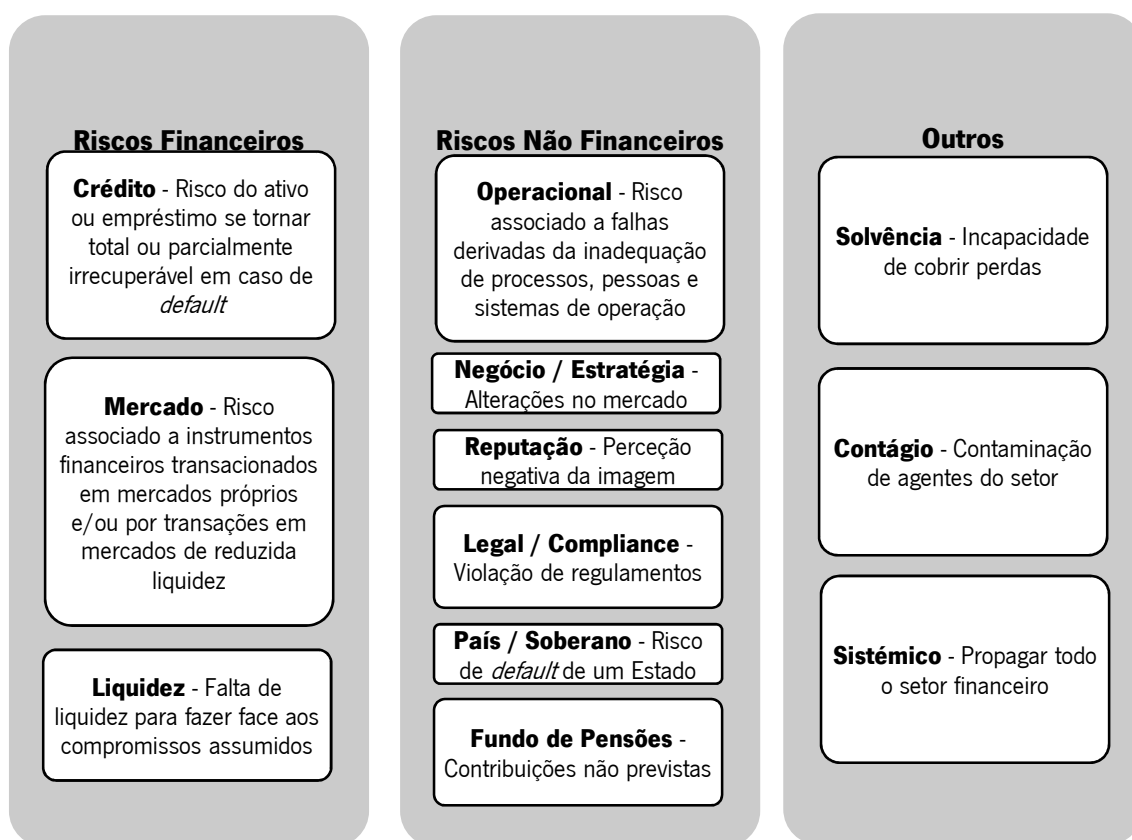 Riscos Financeiros
Crédito - Risco do ativo
ou empréstimo se tornar
total ou parcialmente
irrecuperável em caso de
default
Mercado - Risco
associado a instrumentos
financeiros transacionados
em mercados próprios
e/ou por transações em
mercados de reduzida
liquidez
Liquidez - Falta de
liquidez para fazer face aos
compromissos assumidos
Riscos Não Financeiros
Operacional - Risco
associado a falhas
derivadas da inadequação
de processos, pessoas e
sistemas de operação
Negócio / Estratégia -
Alterações no mercado
Reputação - Perceção
negativa da imagem
Legal / Compliance -
Violação de regulamentos
País / Soberano - Risco
de default de um Estado
Fundo de Pensões -
Contribuições não previstas
Outros
Solvência - Incapacidade
de cobrir perdas
Contágio - Contaminação
de agentes do setor
Sistémico - Propagar todo
o setor financeiro